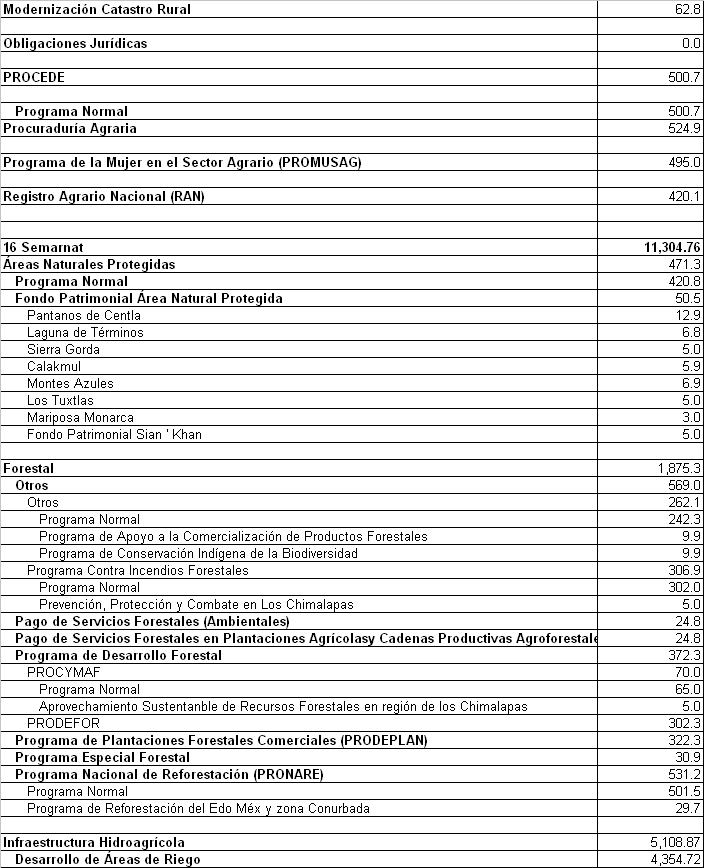 Modernización Catastro Rural 62.8
Obligaciones Jurídicas 0.0
PROCEDE 500.7
Programa Normal 500.7
Procuraduría Agraria 524.9
Programa de la Mujer en el Sector Agrario (PROMUSAG) 495.0
Registro Agrario Nacional (RAN) 420.1
16 Semarnat 11,304.76
Áreas Naturales Protegidas 471.3
Programa Normal 420.8
Fondo Patrimonial Área Natural Protegida 50.5
Pantanos de Centla 12.9
Laguna de Términos 6.8
Sierra Gorda 5.0
Calakmul 5.9
Montes Azules 6.9
Los Tuxtlas 5.0
Mariposa Monarca 3.0
Fondo Patrimonial Sian ' Khan 5.0
Forestal 1,875.3
Otros 569.0
Otros 262.1
Programa Normal 242.3
Programa de Apoyo a la Comercialización de Productos Forestales 9.9
Programa de Conservación Indígena de la Biodiversidad 9.9
Programa Contra Incendios Forestales 306.9
Programa Normal 302.0
Prevención, Protección y Combate en Los Chimalapas 5.0
Pago de Servicios Forestales (Ambientales) 24.8
Pago de Servicios Forestales en Plantaciones Agrícolasy Cadenas Productivas Agroforestale 24.8
Programa de Desarrollo Forestal 372.3
PROCYMAF 70.0
Programa Normal 65.0
Aprovechamiento Sustentanble de Recursos Forestales en región de los Chimalapas 5.0
PRODEFOR 302.3
Programa de Plantaciones Forestales Comerciales (PRODEPLAN) 322.3
Programa Especial Forestal 30.9
Programa Nacional de Reforestación (PRONARE) 531.2
Programa Normal 501.5
Programa de Reforestación del Edo Méx y zona Conurbada 29.7
Infraestructura Hidroagrícola 5,108.87
Desarrollo de Áreas de Riego 4,354.72